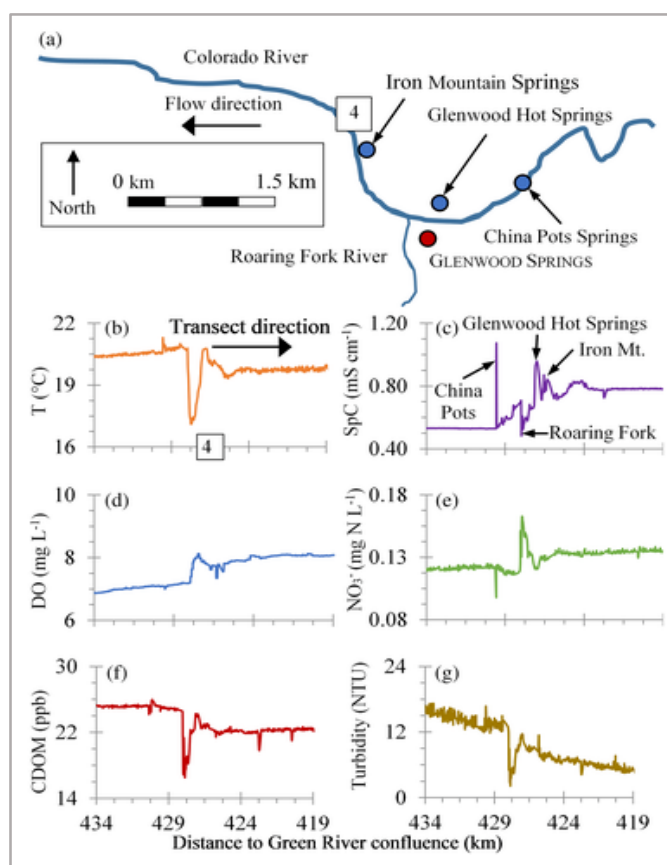 (a)
Colorado River
Iron Mountain Springs
4
Flow direction
Glenwood Hot Springs
0 km
1.5 km
North
Roaring Fork River
China Pots Springs
GLENWOOD SPRINGS
(b)
Transect direction
22
19
16
T (°C)
4
(c)
Glenwood Hot Springs
Iron Mt.
China
Pots
Roaring Fork
1.20
0.80
0.40
SpC (mS cm⁻¹)
(d)
10
8
6
DO (mg L⁻¹)
(e)
0.18
0.13
0.08
NO₃⁻ (mg N L⁻¹)
(f)
30
22
14
CDOM (ppb)
434
429
424
419
(g)
24
12
0
Turbidity (NTU)
434
429
424
419
Distance to Green River confluence (km)